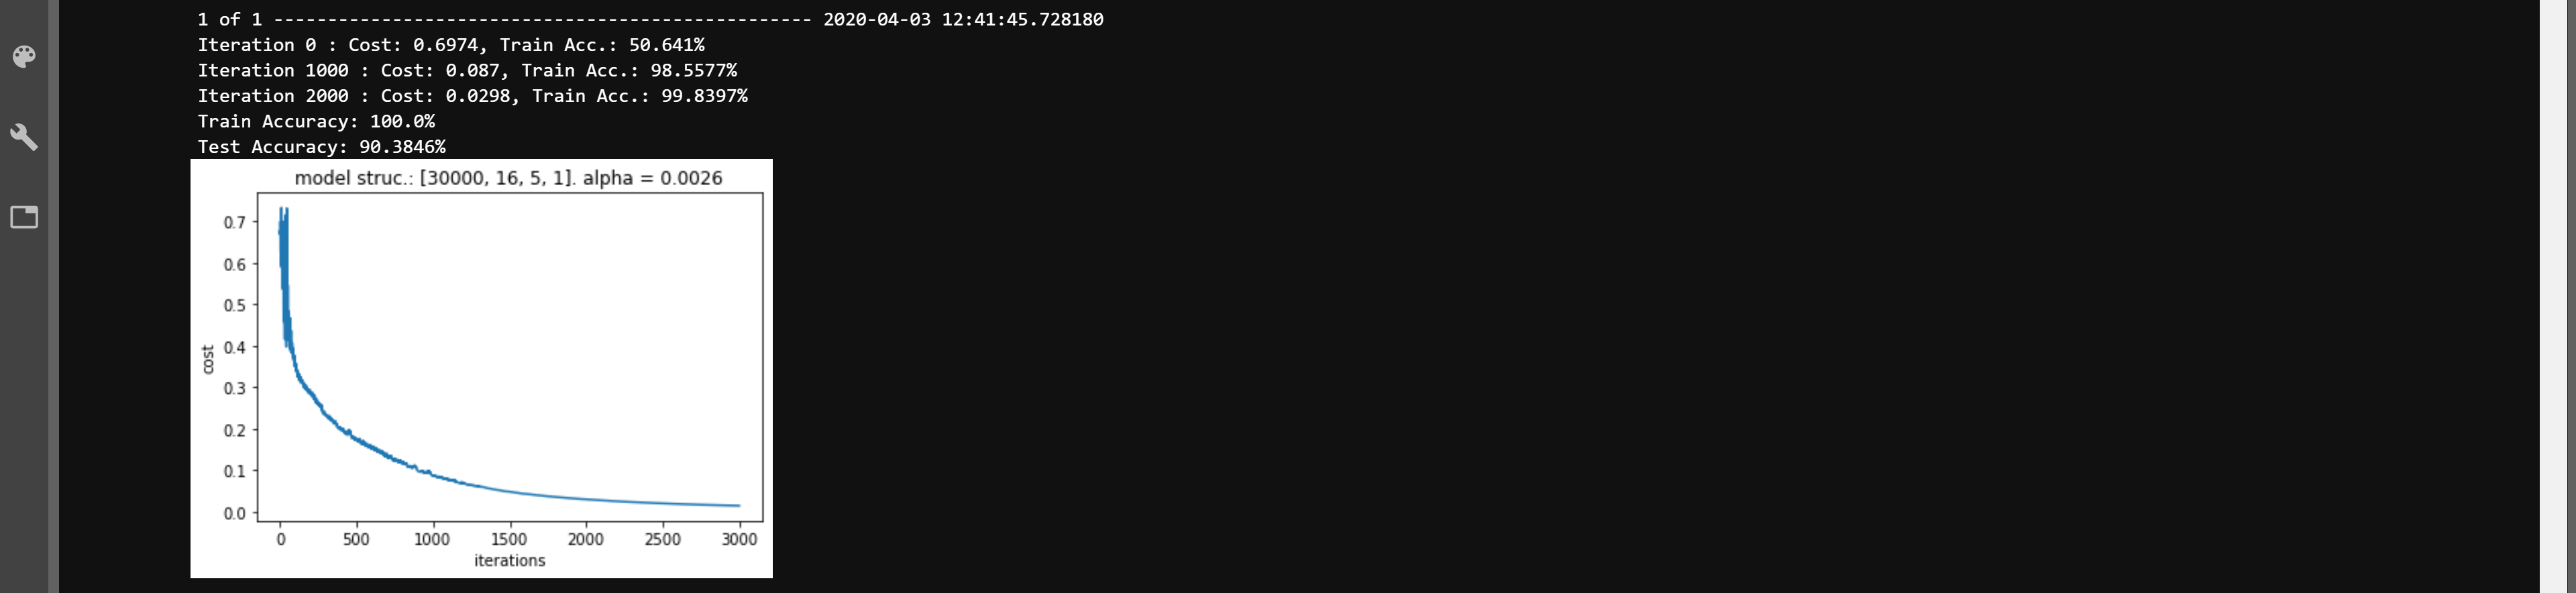 1 of 1 -------------------------------------------------- 2020-04-03 12:41:45.728180
Iteration 0 : Cost: 0.6974, Train Acc.: 50.641%
Iteration 1000 : Cost: 0.087, Train Acc.: 98.5577%
Iteration 2000 : Cost: 0.0298, Train Acc.: 99.8397%
Train Accuracy: 100.0%
Test Accuracy: 90.3846%
model struc.: [30000, 16, 5, 1]. alpha = 0.0026
0.7
0.6
0.5
0.4
0.3
0.2
0.1
0.0
cost
0 500 1000 1500 2000 2500 3000
iterations